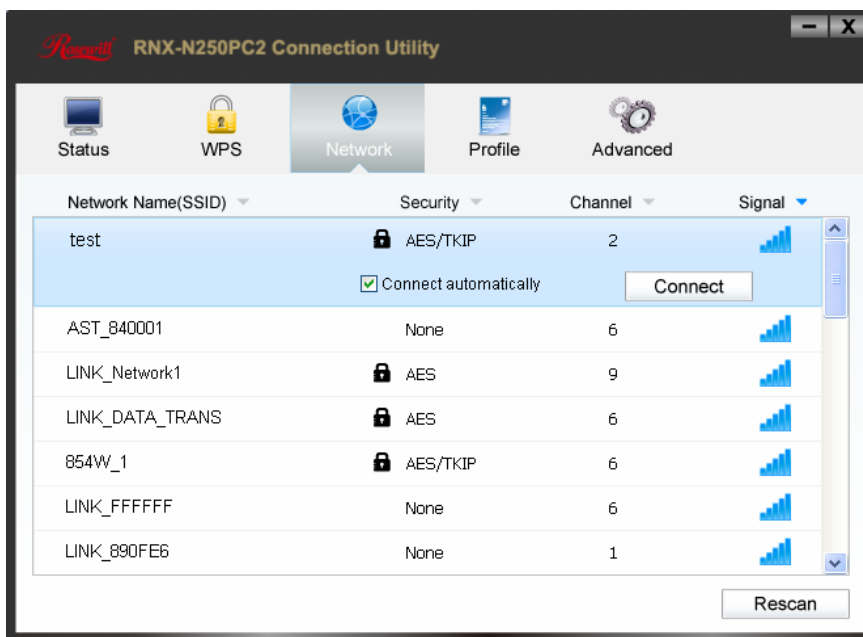 Rosewill RNX-N250PC2 Connection Utility
Status WPS Network Profile Advanced
Network Name(SSID) Security Channel Signal
test AES/TKIP 2
Connect automatically Connect
AST_840001 None 6
LINK_Network1 AES 9
LINK_DATA_TRANS AES 6
854W_1 AES/TKIP 6
LINK_FFFFFF None 6
LINK_890FE6 None 1
Rescan